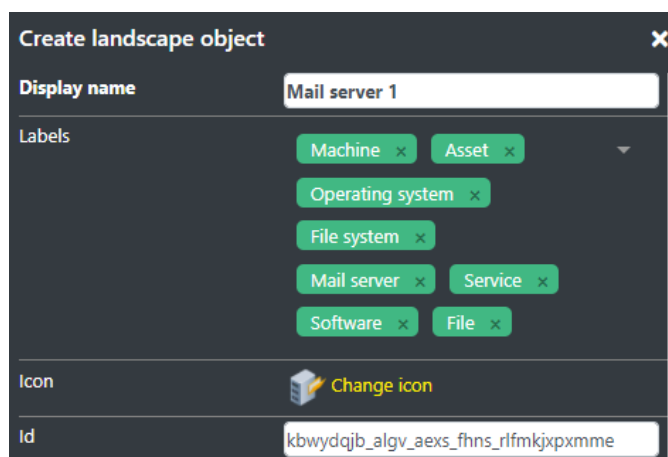 Create landscape object ×
Display name Mail server 1
Labels Machine × Asset ×
Operating system ×
File system ×
Mail server × Service ×
Software × File ×
Icon Change icon
Id kbwydqjb_algv_aexs_fhns_rlfmkjxpxmme